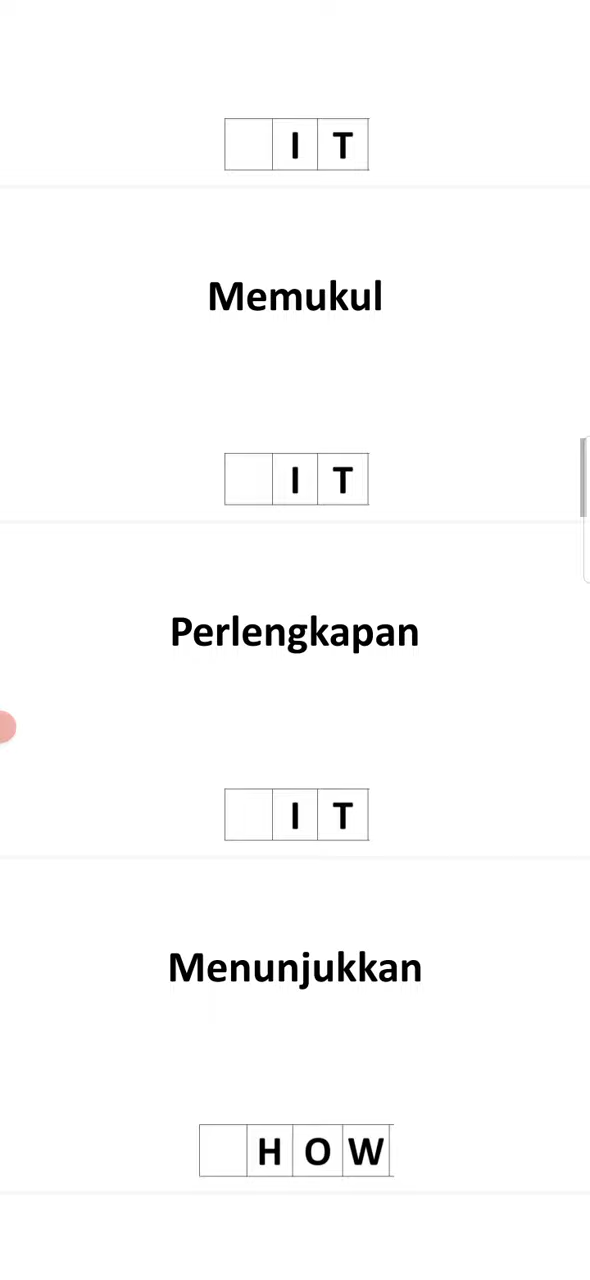 I T
Memukul
I T
Perlengkapan
I T
Menunjukkan
H O W